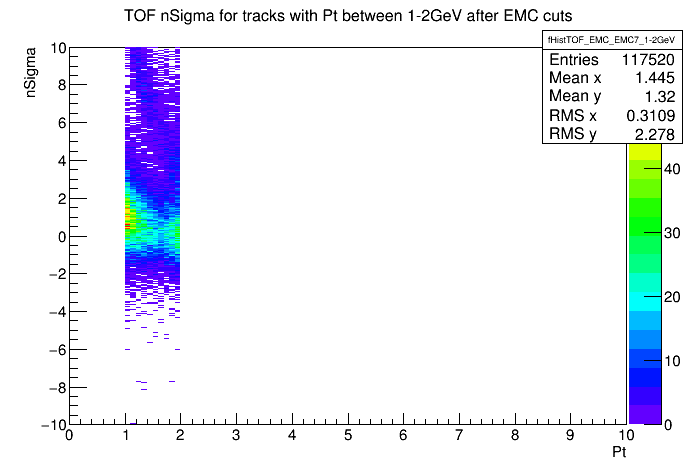 TOF nSigma for tracks with Pt between 1-2GeV after EMC cuts
fHistTOF_EMC_EMC7_1-2GeV
Entries 117520
Mean x 1.445
Mean y 1.32
RMS x 0.3109
RMS y 2.278
nSigma
10
8
6
4
2
0
−2
−4
−6
−8
−10
40
30
20
10
0
0 1 2 3 4 5 6 7 8 9 10
Pt